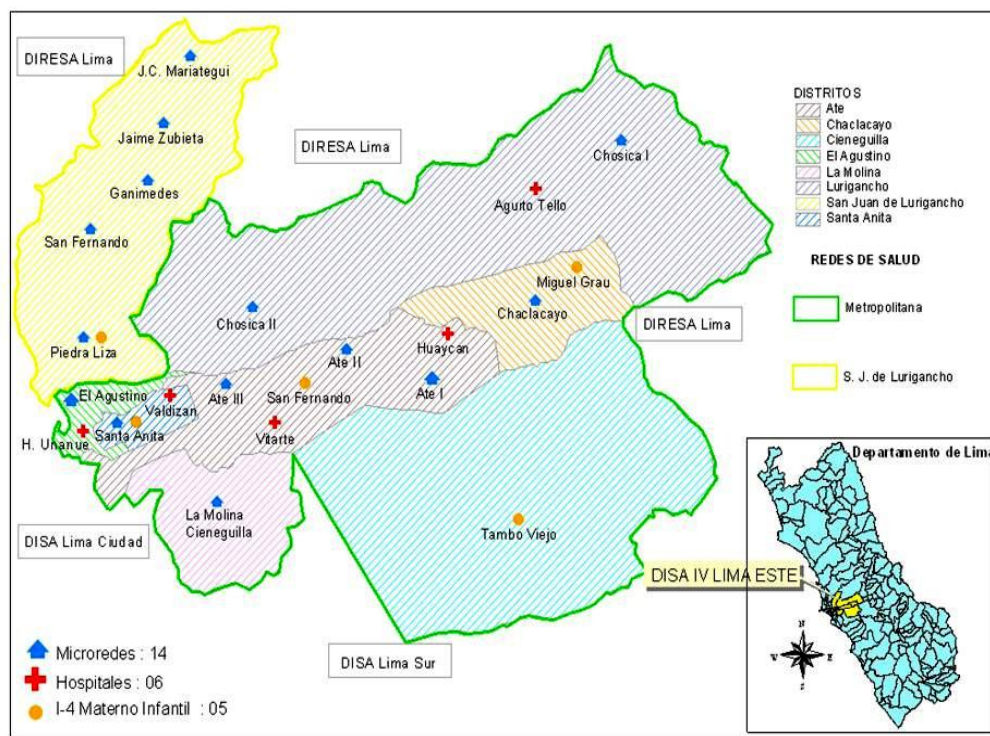 DIRESA Lima
J.C. Mariategui
Jaime Zubieta
Ganimedes
San Fernando
Piedra Liza
DIRESA Lima
Chosica I
Agurto Tello
Miguel Grau
Chaclacayo
Chosica II
DIRESA Lima
Huaycan
Ate II
Ate I
Ate III
San Fernando
El Agustino
Valdizan
Santa Anita
H. Unanue
Vitarte
La Molina
Cieneguilla
Tambo Viejo
DISA Lima Ciudad
DISA Lima Sur
DISTRITOS
Ate
Chaclacayo
Cieneguilla
El Agustino
La Molina
Lurigancho
San Juan de Lurigancho
Santa Anita
REDES DE SALUD
Metropolitana
S. J. de Lurigancho
Departamento de Lima
DISA IV LIMA ESTE
N
W E
S
Microredes : 14
Hospitales : 06
I-4 Materno Infantil : 05